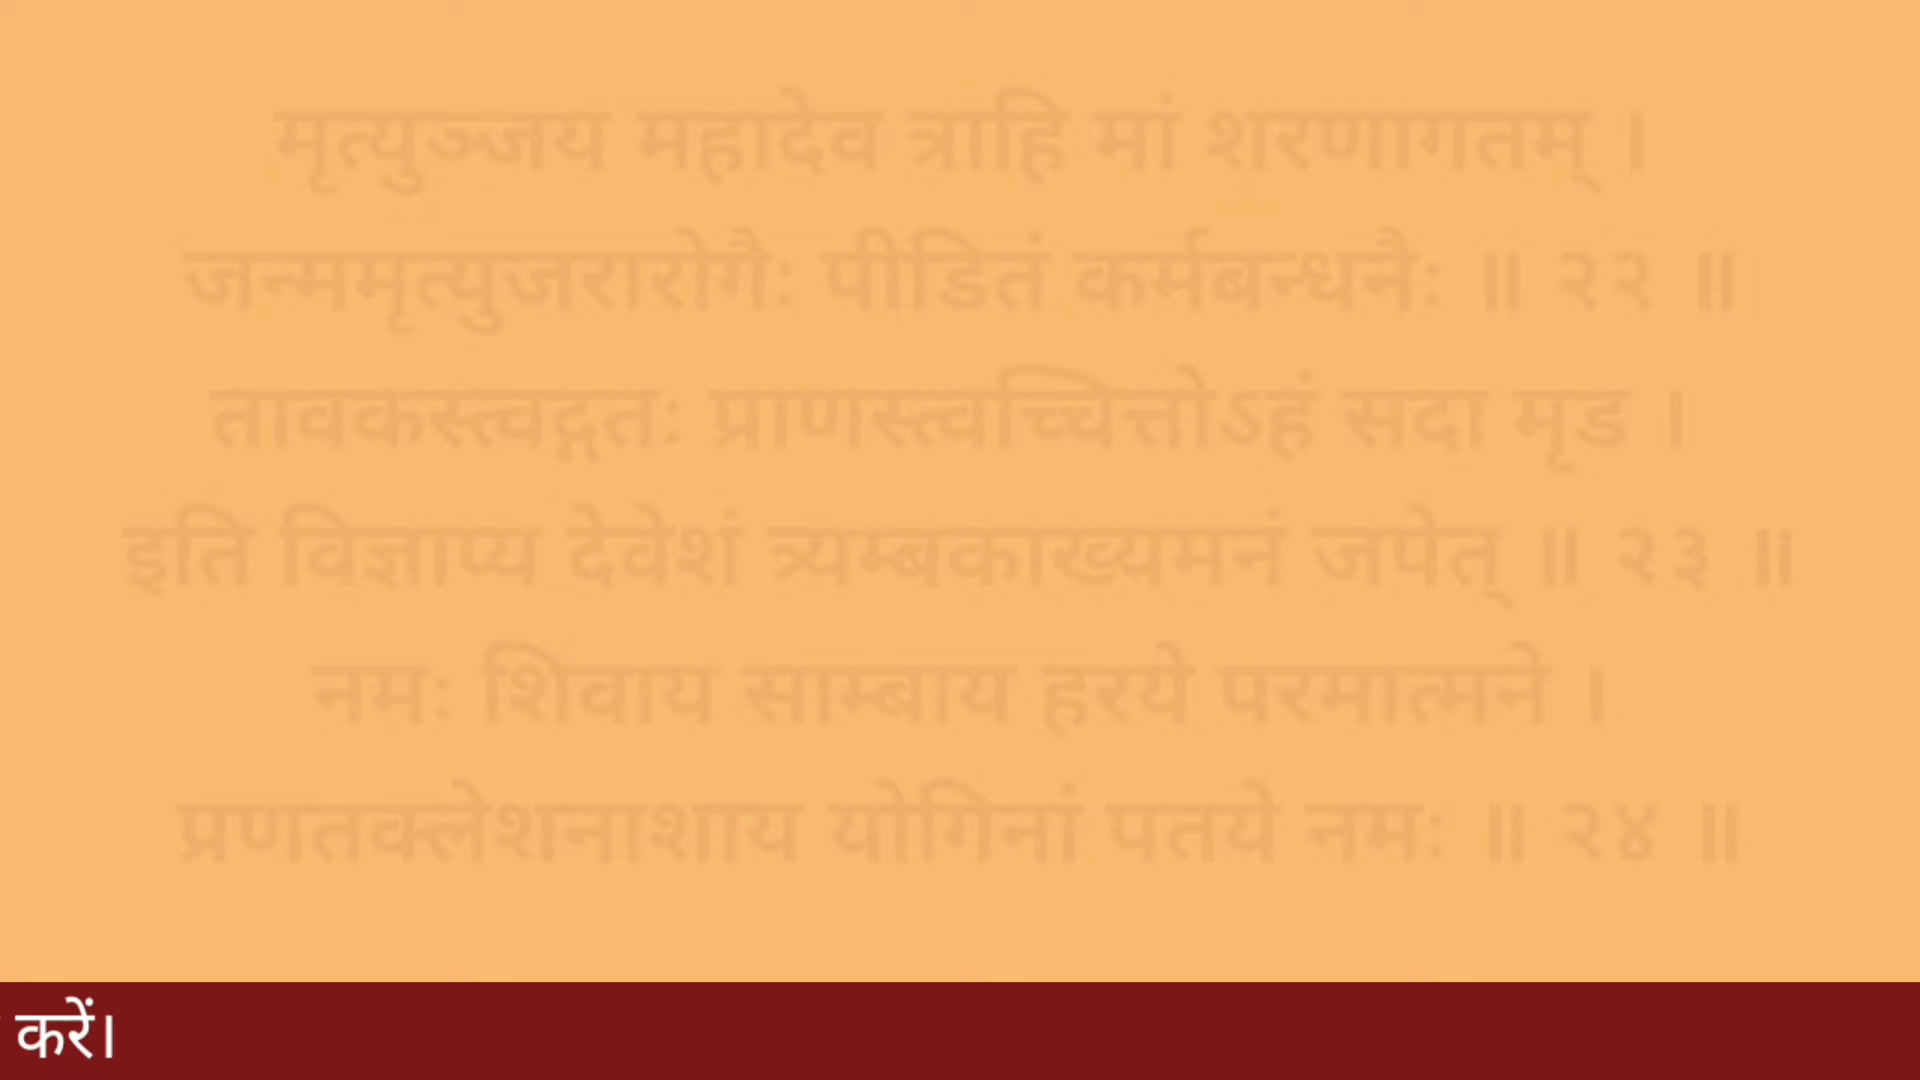 मृत्युञ्जय महादेव त्राहि मां शरणागतम् ।
जन्ममृत्युजरारोगैः पीडितं कर्मबन्धनैः ॥ २२ ॥
तावकस्त्वद्गतः प्राणस्त्वच्चित्तोऽहं सदा मृड ।
इति विज्ञाप्य देवेशं त्र्यम्बकाख्यमनं जपेत् ॥ २३ ॥
नमः शिवाय साम्बाय हरये परमात्मने ।
प्रणतक्लेशनाशाय योगिनां पतये नमः ॥ २४ ॥
करें।